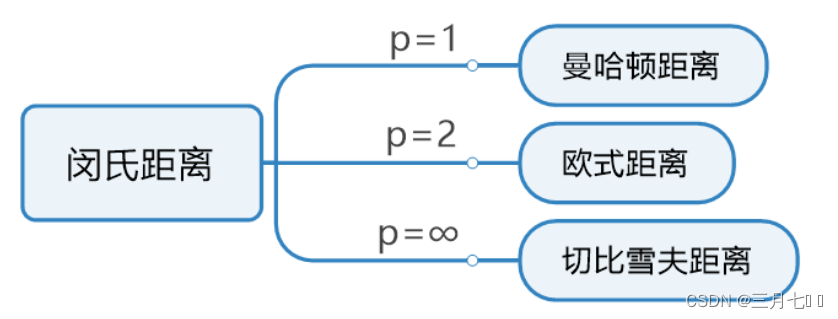 p=1
曼哈顿距离
闵氏距离
p=2
欧式距离
p=∞
切比雪夫距离
CSDN @三月七